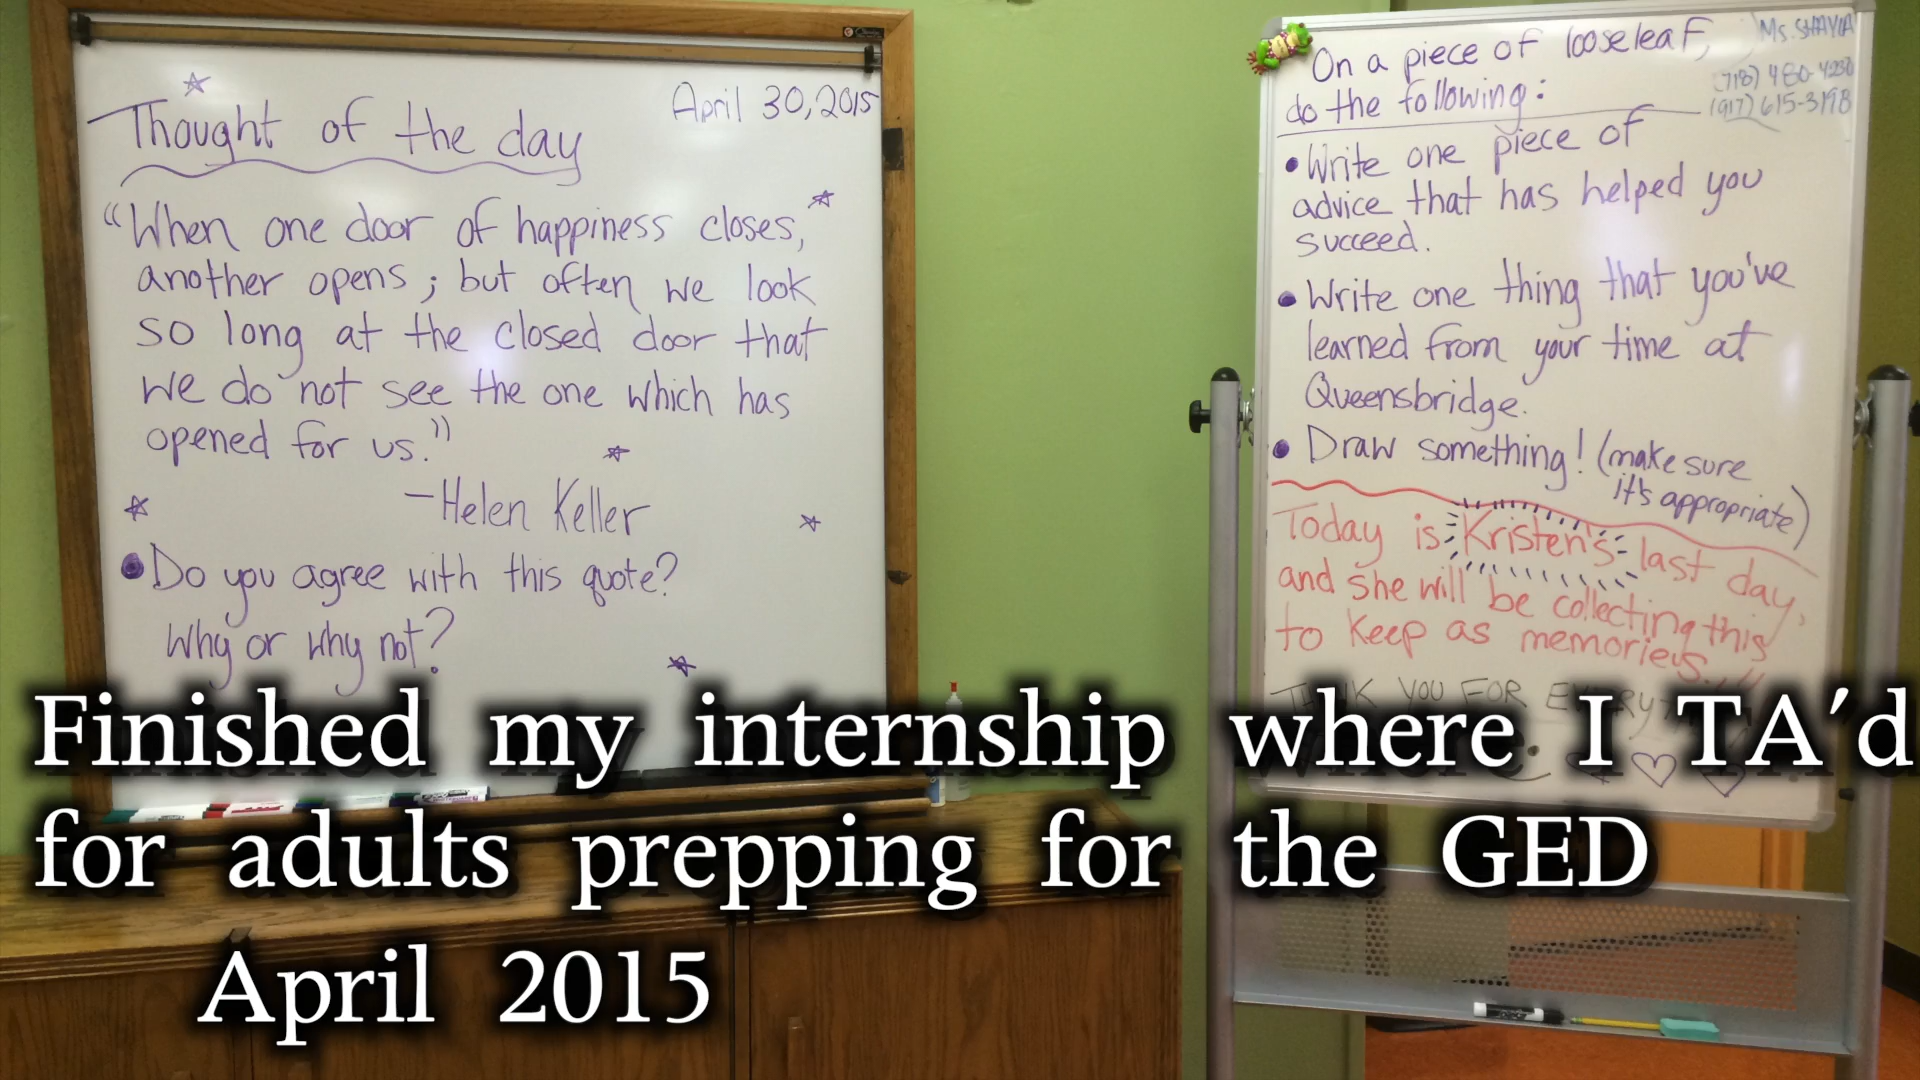 Thought of the day
April 30, 2015
"When one door of happiness closes,
another opens; but often we look
so long at the closed door that
we do not see the one which has
opened for us."
-Helen Keller
Do you agree with this quote?
Why or why not?
On a piece of looseleaf,
do the following:
Ms. SHAYLA
(718) 480-4230
(917) 615-3198
• Write one piece of
advice that has helped you
succeed.
• Write one thing that you've
learned from your time at
Queensbridge.
• Draw something! (make sure
it's appropriate)
Today is Kristen's last day,
and she will be collecting this
to keep as memories...!!
YOU FOR
Finished my internship where I TA'd
for adults prepping for the GED
April 2015